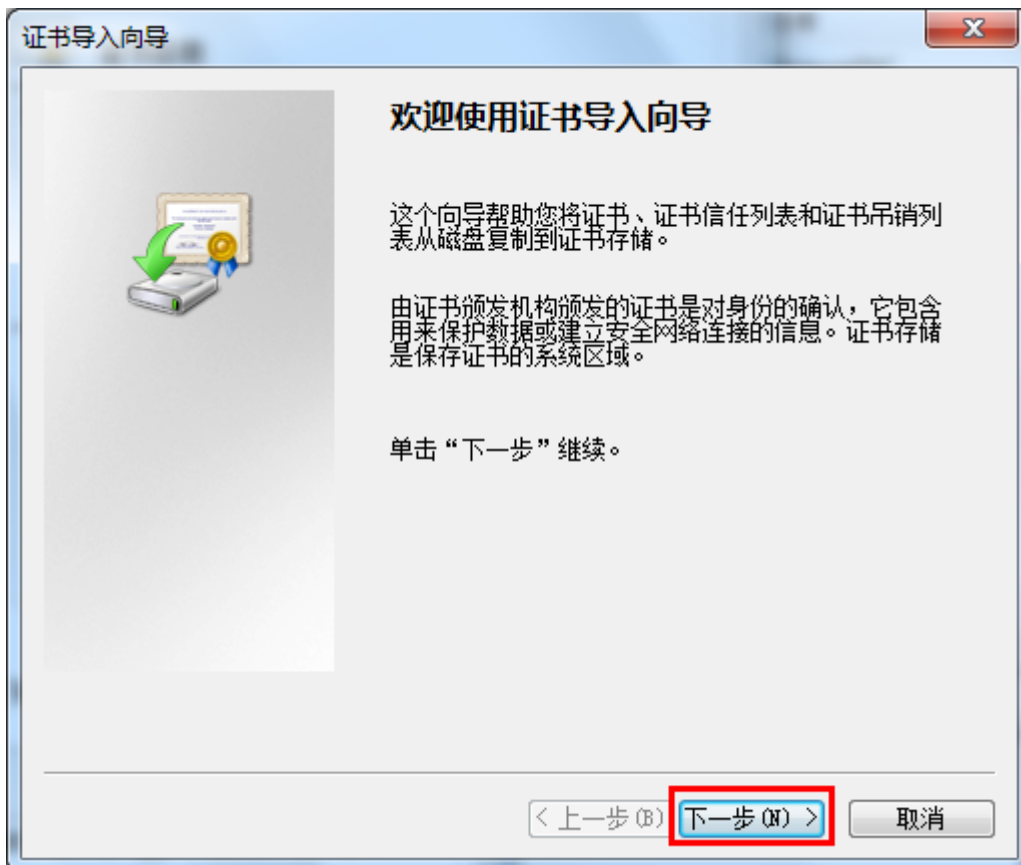 证书导入向导
欢迎使用证书导入向导
这个向导帮助您将证书、证书信任列表和证书吊销列
表从磁盘复制到证书存储。
由证书颁发机构颁发的证书是对身份的确认，它包含
用来保护数据或建立安全网络连接的信息。证书存储
是保存证书的系统区域。
单击“下一步”继续。
< 上一步(B) 下一步(N) > 取消